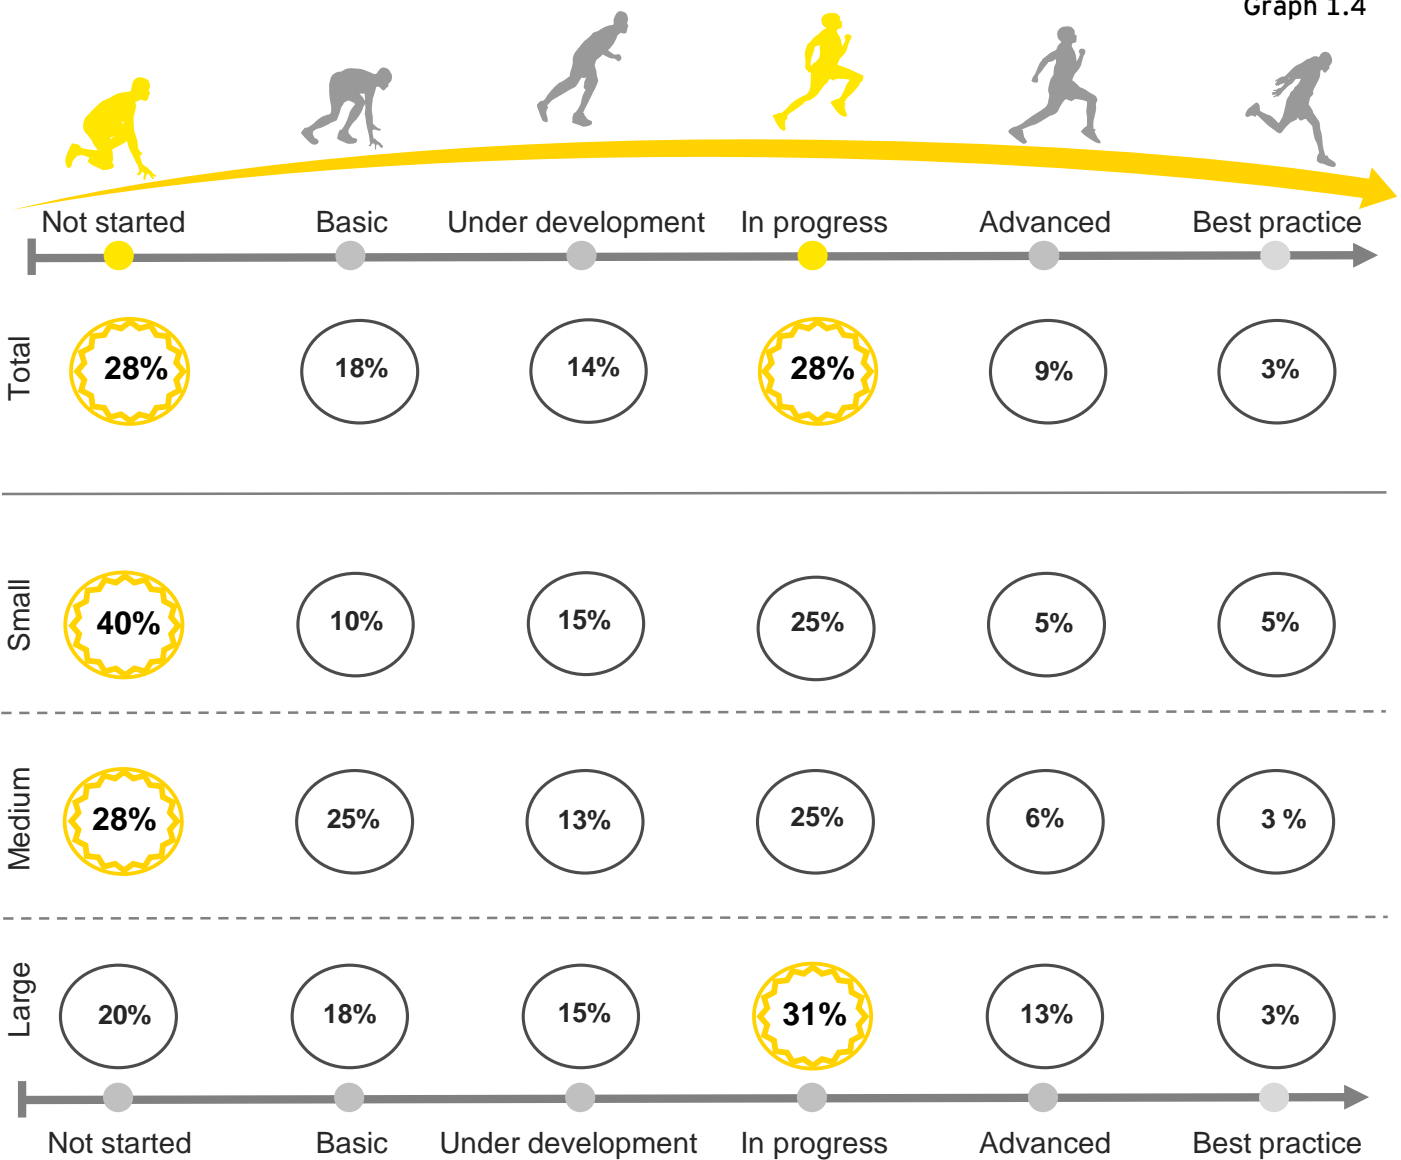 Graph 1.4
Not started Basic Under development In progress Advanced Best practice
Total 28% 18% 14% 28% 9% 3%
Small 40% 10% 15% 25% 5% 5%
Medium 28% 25% 13% 25% 6% 3 %
Large 20% 18% 15% 31% 13% 3%
Not started Basic Under development In progress Advanced Best practice